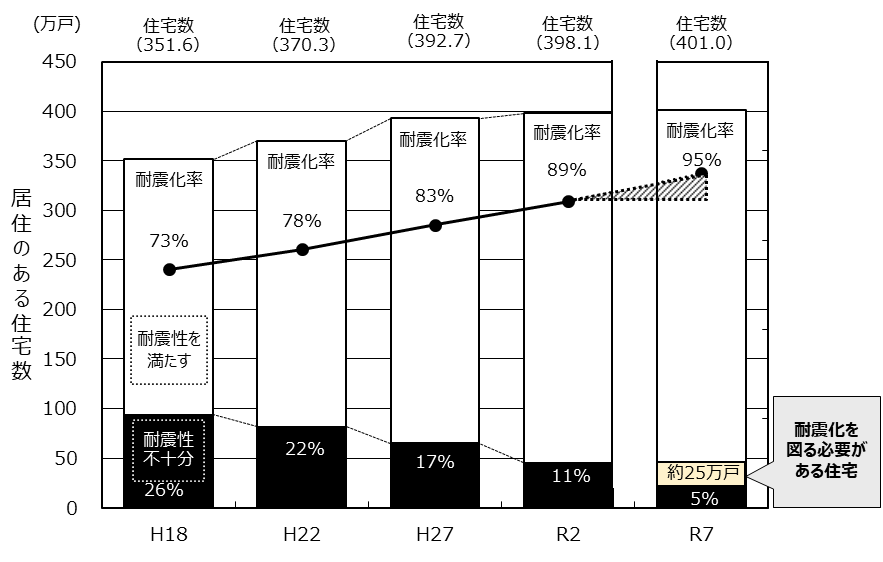 (万戸)
住宅数
（351.6）
住宅数
（370.3）
住宅数
（392.7）
住宅数
（398.1）
住宅数
（401.0）
居住のある住宅数
450
400
350
300
250
200
150
100
50
0
耐震化率
73%
耐震化率
78%
耐震化率
83%
耐震化率
89%
耐震化率
95%
耐震性を
満たす
耐震性
不十分
26%
22%
17%
11%
約25万戸
5%
耐震化を
図る必要が
ある住宅
H18
H22
H27
R2
R7